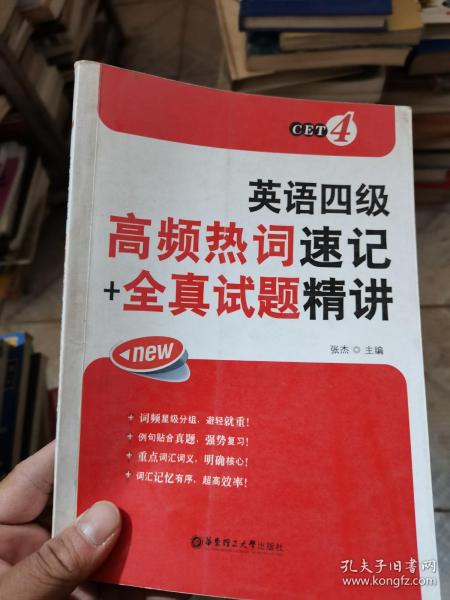 CET 4
英语四级
高频热词速记
+全真试题精讲
new
张杰 ◎ 主编
+ 词频星级分组，避轻就重！
+ 例句贴合真题，强势复习！
+ 重点词汇词义，明确核心！
+ 词汇记忆有序，超高效率！
华东理工大学出版社
孔夫子旧书网
www.kongfz.com